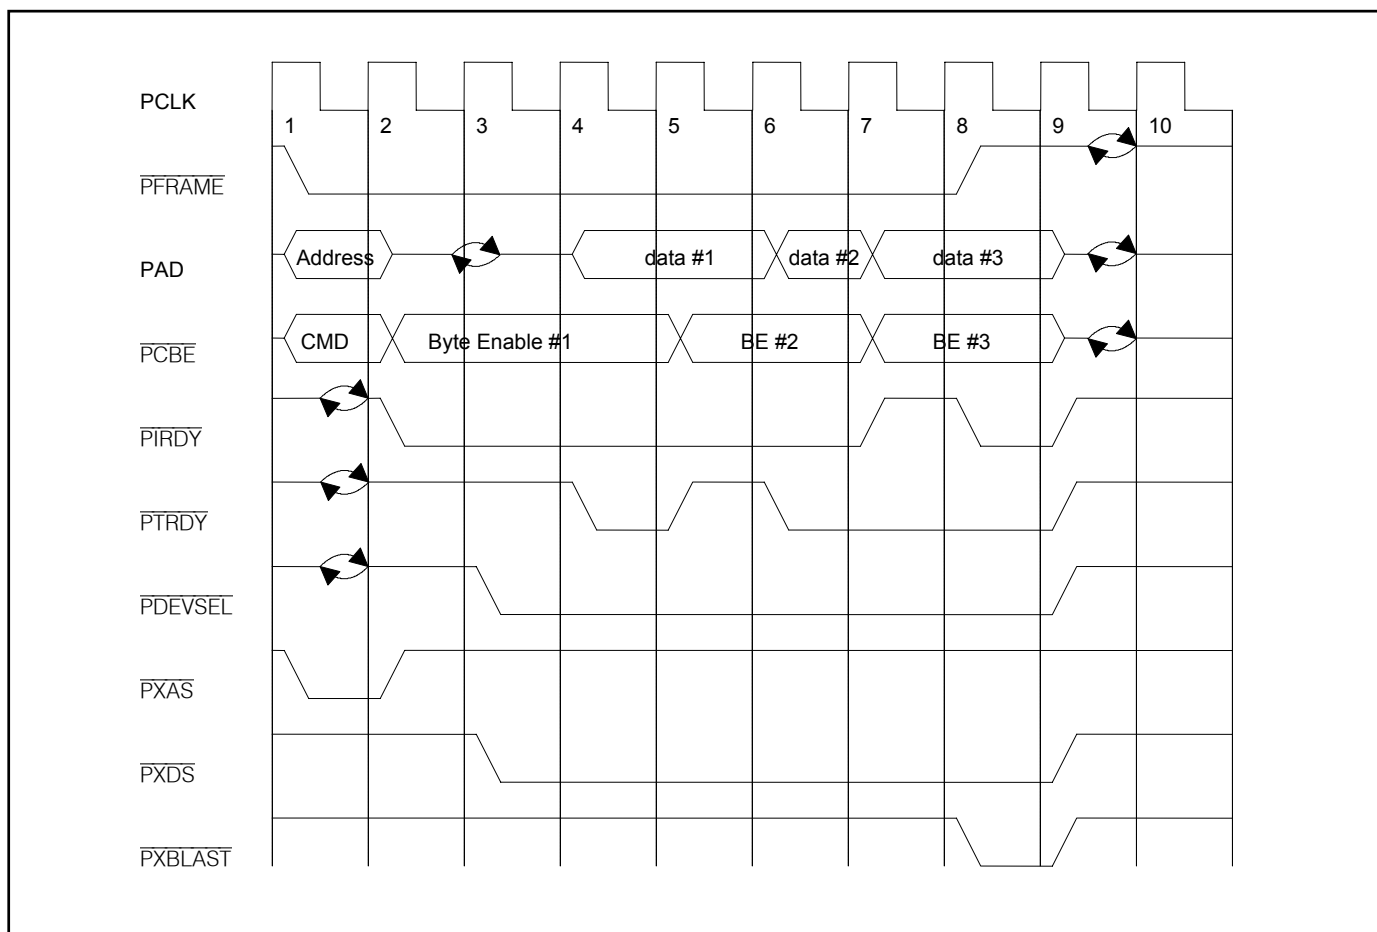 PCLK
1 2 3 4 5 6 7 8 9 10
PFRAME
PAD Address data #1 data #2 data #3
PCBE CMD Byte Enable #1 BE #2 BE #3
PIRDY
PTRDY
PDEVSEL
PXAS
PXDS
PXBLAST